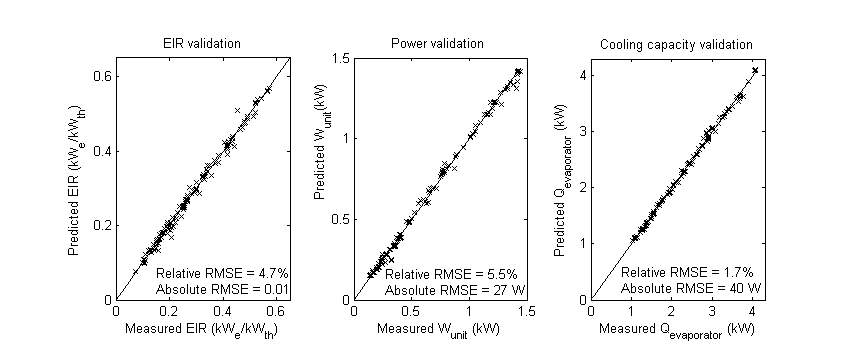 EIR validation
0.6
0.4
0.2
0
0
0.2
0.4
0.6
Predicted EIR (kWe/kWth)
Measured EIR (kWe/kWth)
Relative RMSE = 4.7%
Absolute RMSE = 0.01
Power validation
1.5
1
0.5
0
0
0.5
1
1.5
Predicted Wunit(kW)
Measured Wunit (kW)
Relative RMSE = 5.5%
Absolute RMSE = 27 W
Cooling capacity validation
4
3
2
1
0
0
1
2
3
4
Predicted Qevaporator (kW)
Measured Qevaporator (kW)
Relative RMSE = 1.7%
Absolute RMSE = 40 W